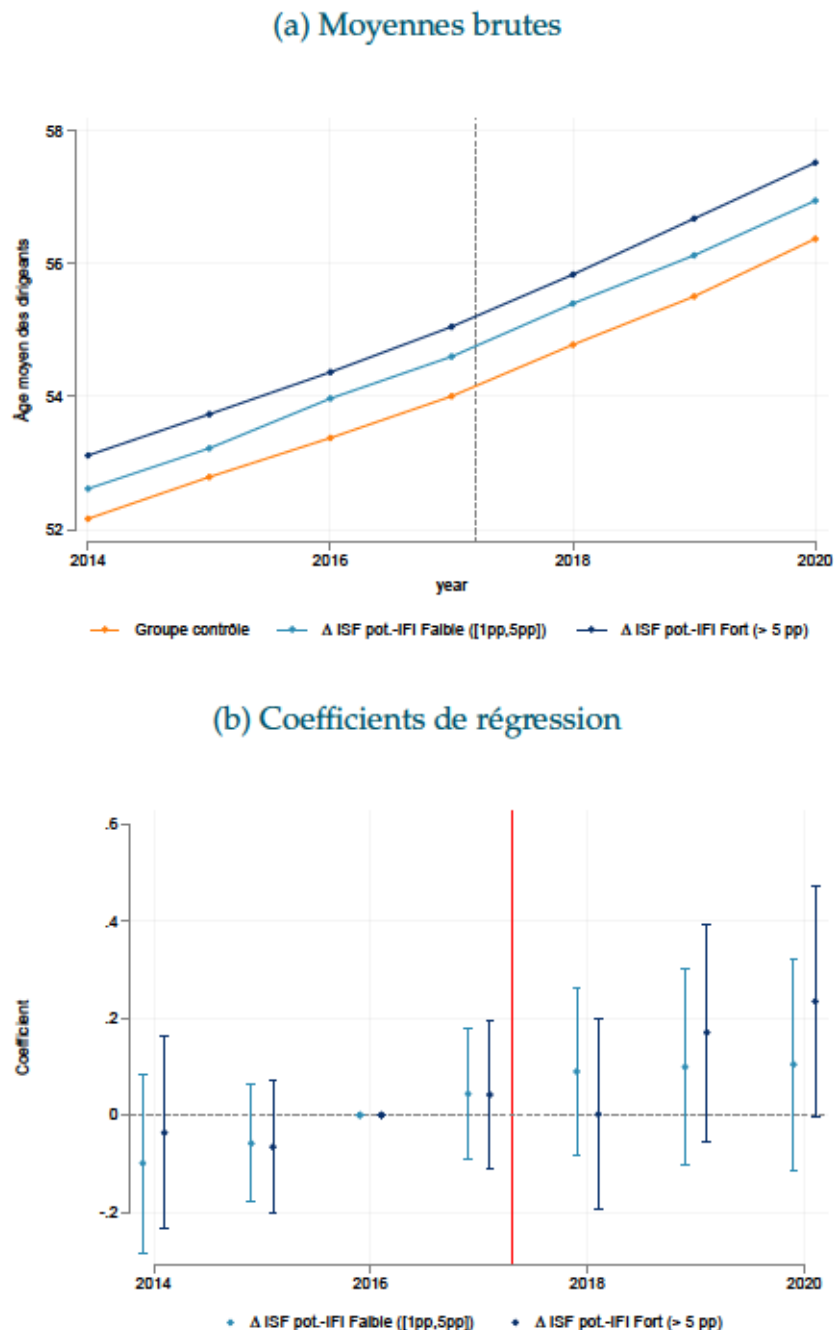 (a) Moyennes brutes
58
56
54
52
Âge moyen des dirigeants
2014 2016 2018 2020
year
Groupe contrôle Δ ISF pot.-IFI Faible ([1pp,5pp]) Δ ISF pot.-IFI Fort (> 5 pp)
(b) Coefficients de régression
.6
.4
.2
0
-.2
Coefficient
2014 2016 2018 2020
Δ ISF pot.-IFI Faible ([1pp,5pp]) Δ ISF pot.-IFI Fort (> 5 pp)